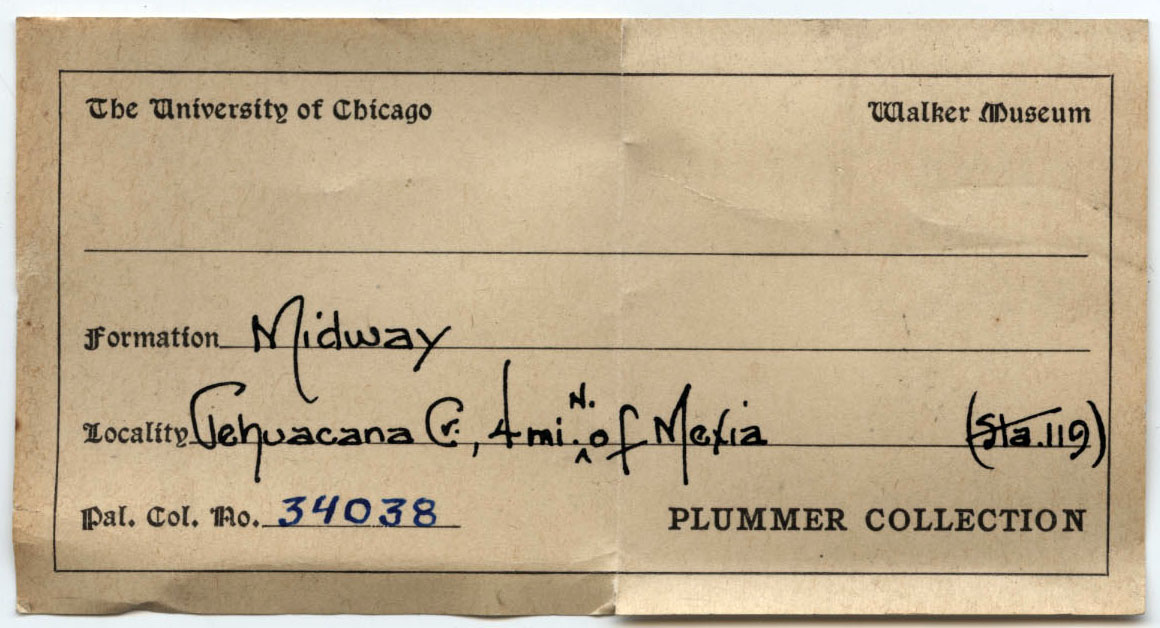 The University of Chicago Walker Museum
Formation Midway
Locality Tehuacana Cr., 4 mi. N. of Mexia (Sta. 119)
Pal. Col. No. 34038 PLUMMER COLLECTION